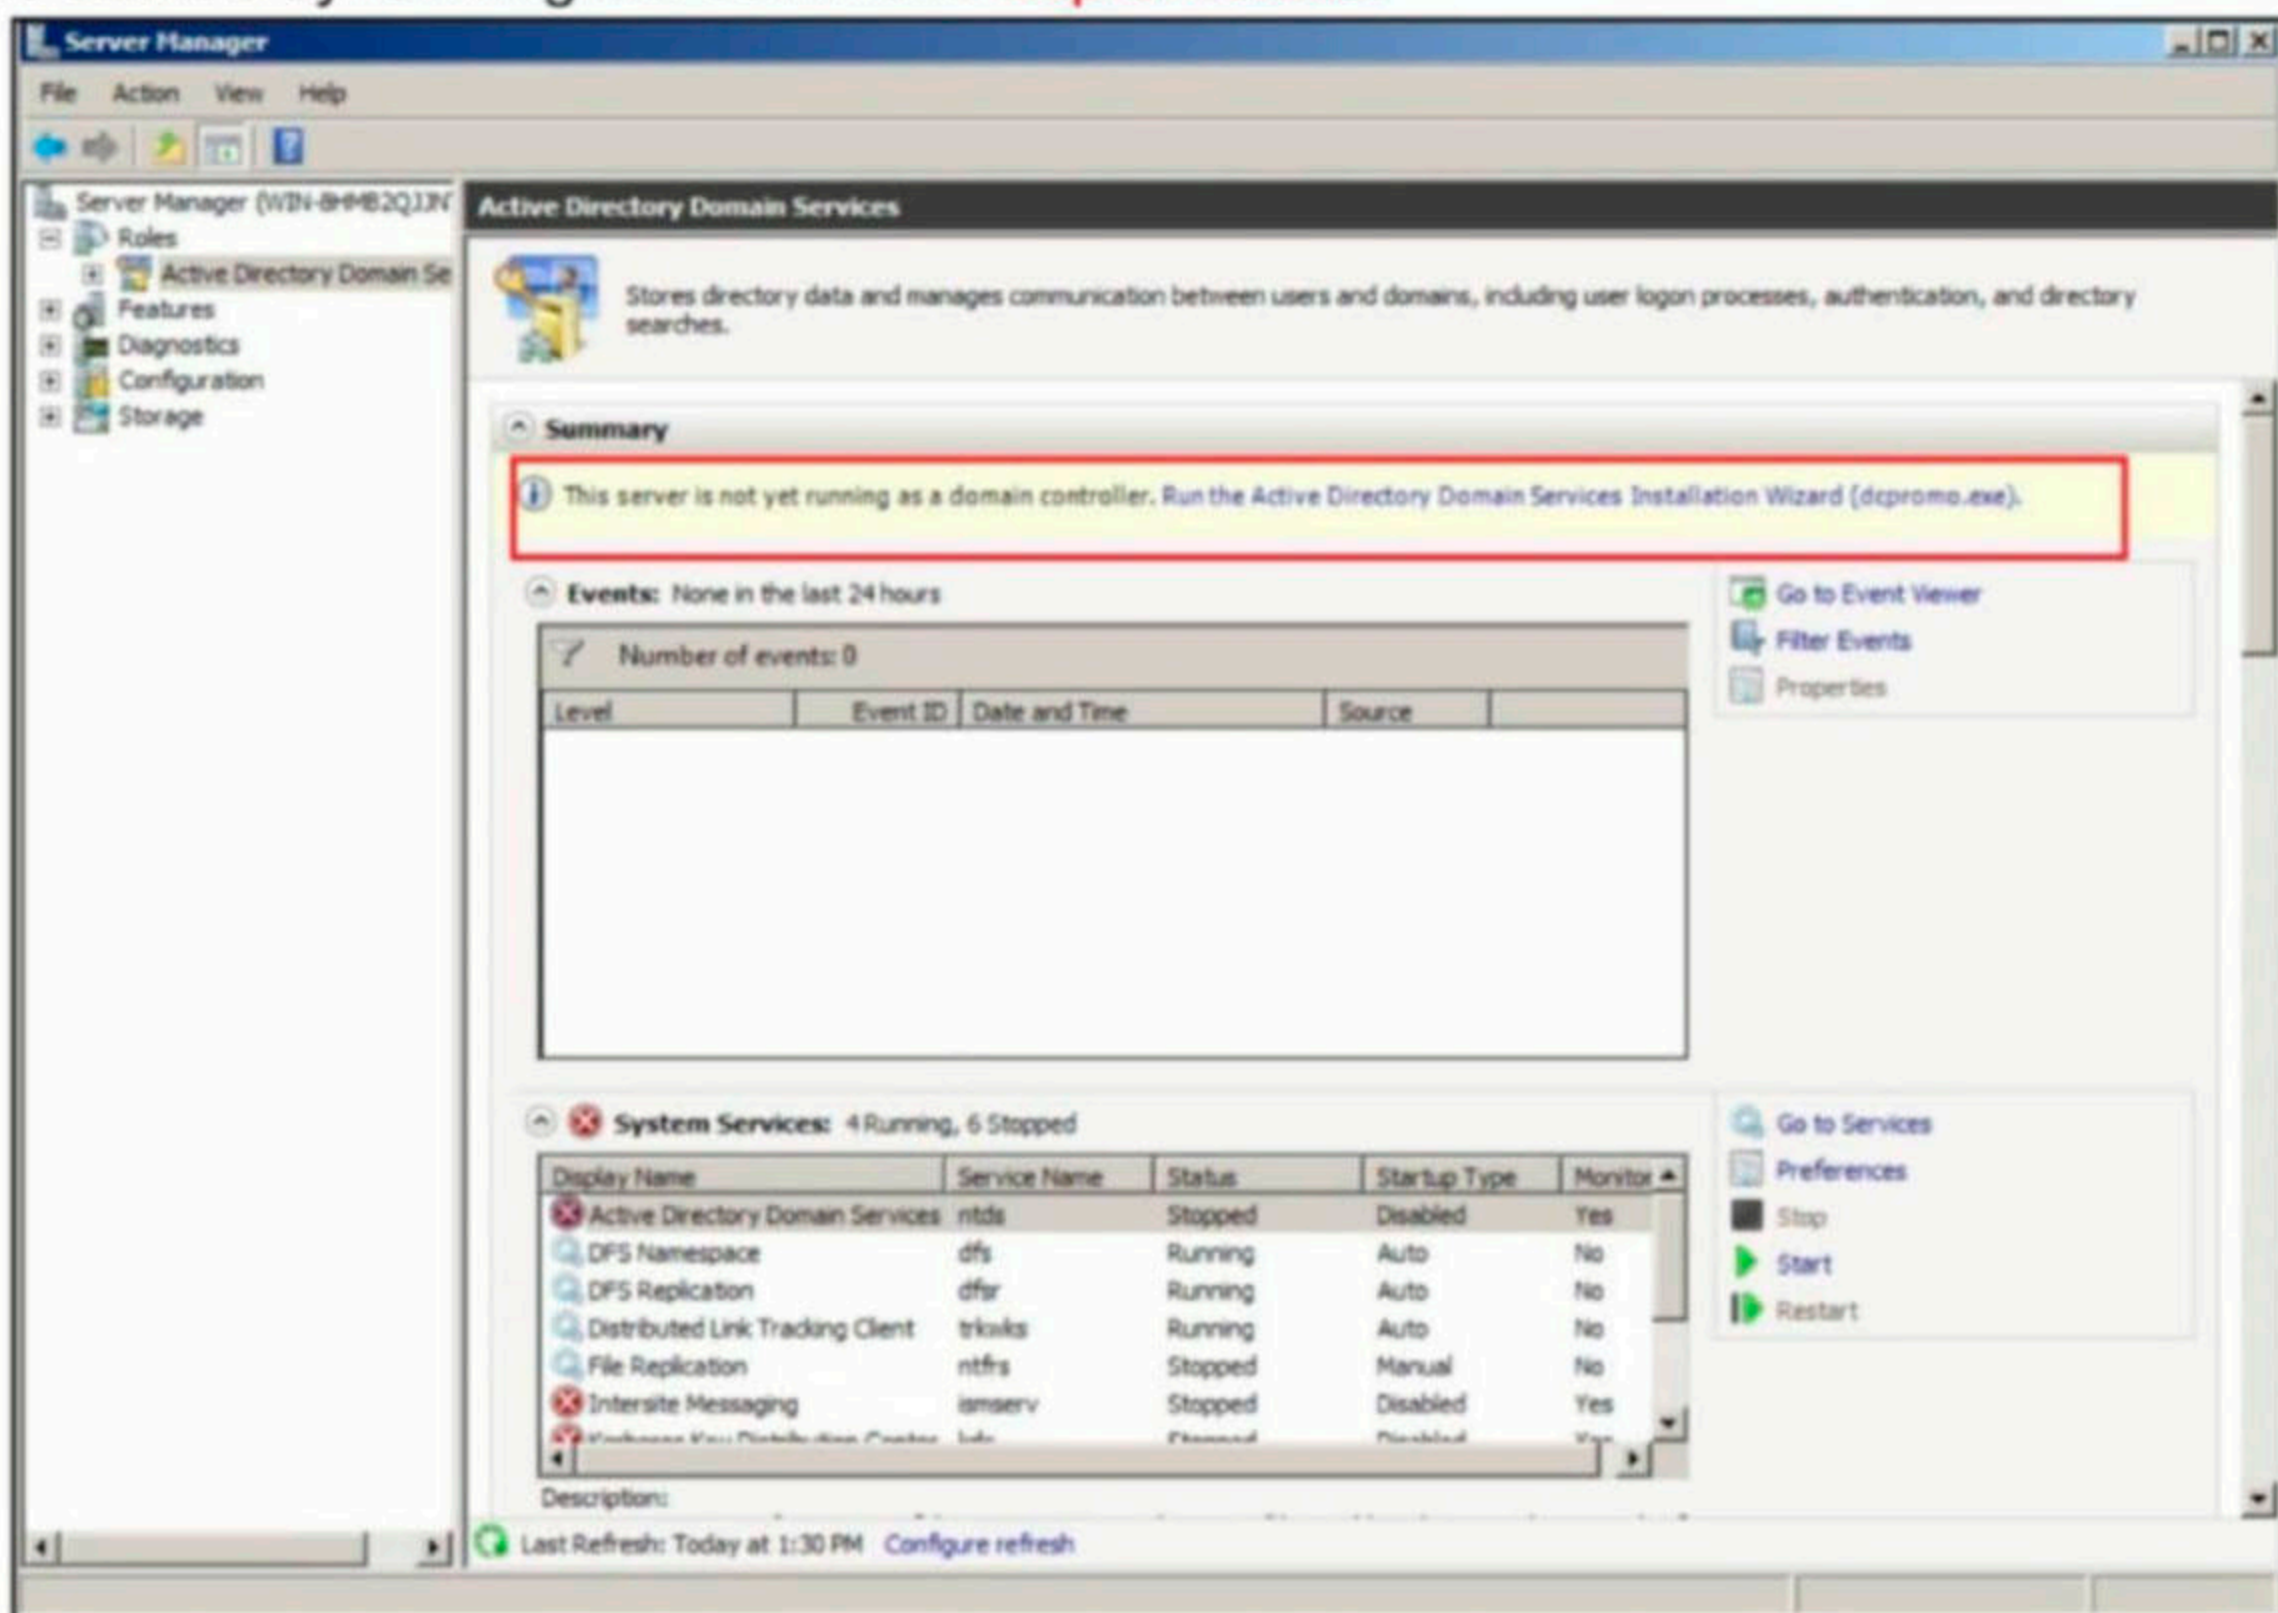 Server Manager
File Action View Help
Server Manager (WIN-8HMB2QJJN
Roles
Active Directory Domain Se
Features
Diagnostics
Configuration
Storage
Active Directory Domain Services
Stores directory data and manages communication between users and domains, including user logon processes, authentication, and directory
searches.
Summary
This server is not yet running as a domain controller. Run the Active Directory Domain Services Installation Wizard (dcpromo.exe).
Events: None in the last 24 hours
Number of events: 0
Level Event ID Date and Time Source
Go to Event Viewer
Filter Events
Properties
System Services: 4 Running, 6 Stopped
Display Name Service Name Status Startup Type Monitor
Active Directory Domain Services ntds Stopped Disabled Yes
DFS Namespace dfs Running Auto No
DFS Replication dfsr Running Auto No
Distributed Link Tracking Client trkwks Running Auto No
File Replication ntfrs Stopped Manual No
Intersite Messaging ismserv Stopped Disabled Yes
Kerberos Key Distribution Center kdc Stopped Disabled Yes
Go to Services
Preferences
Stop
Start
Restart
Description:
Last Refresh: Today at 1:30 PM Configure refresh